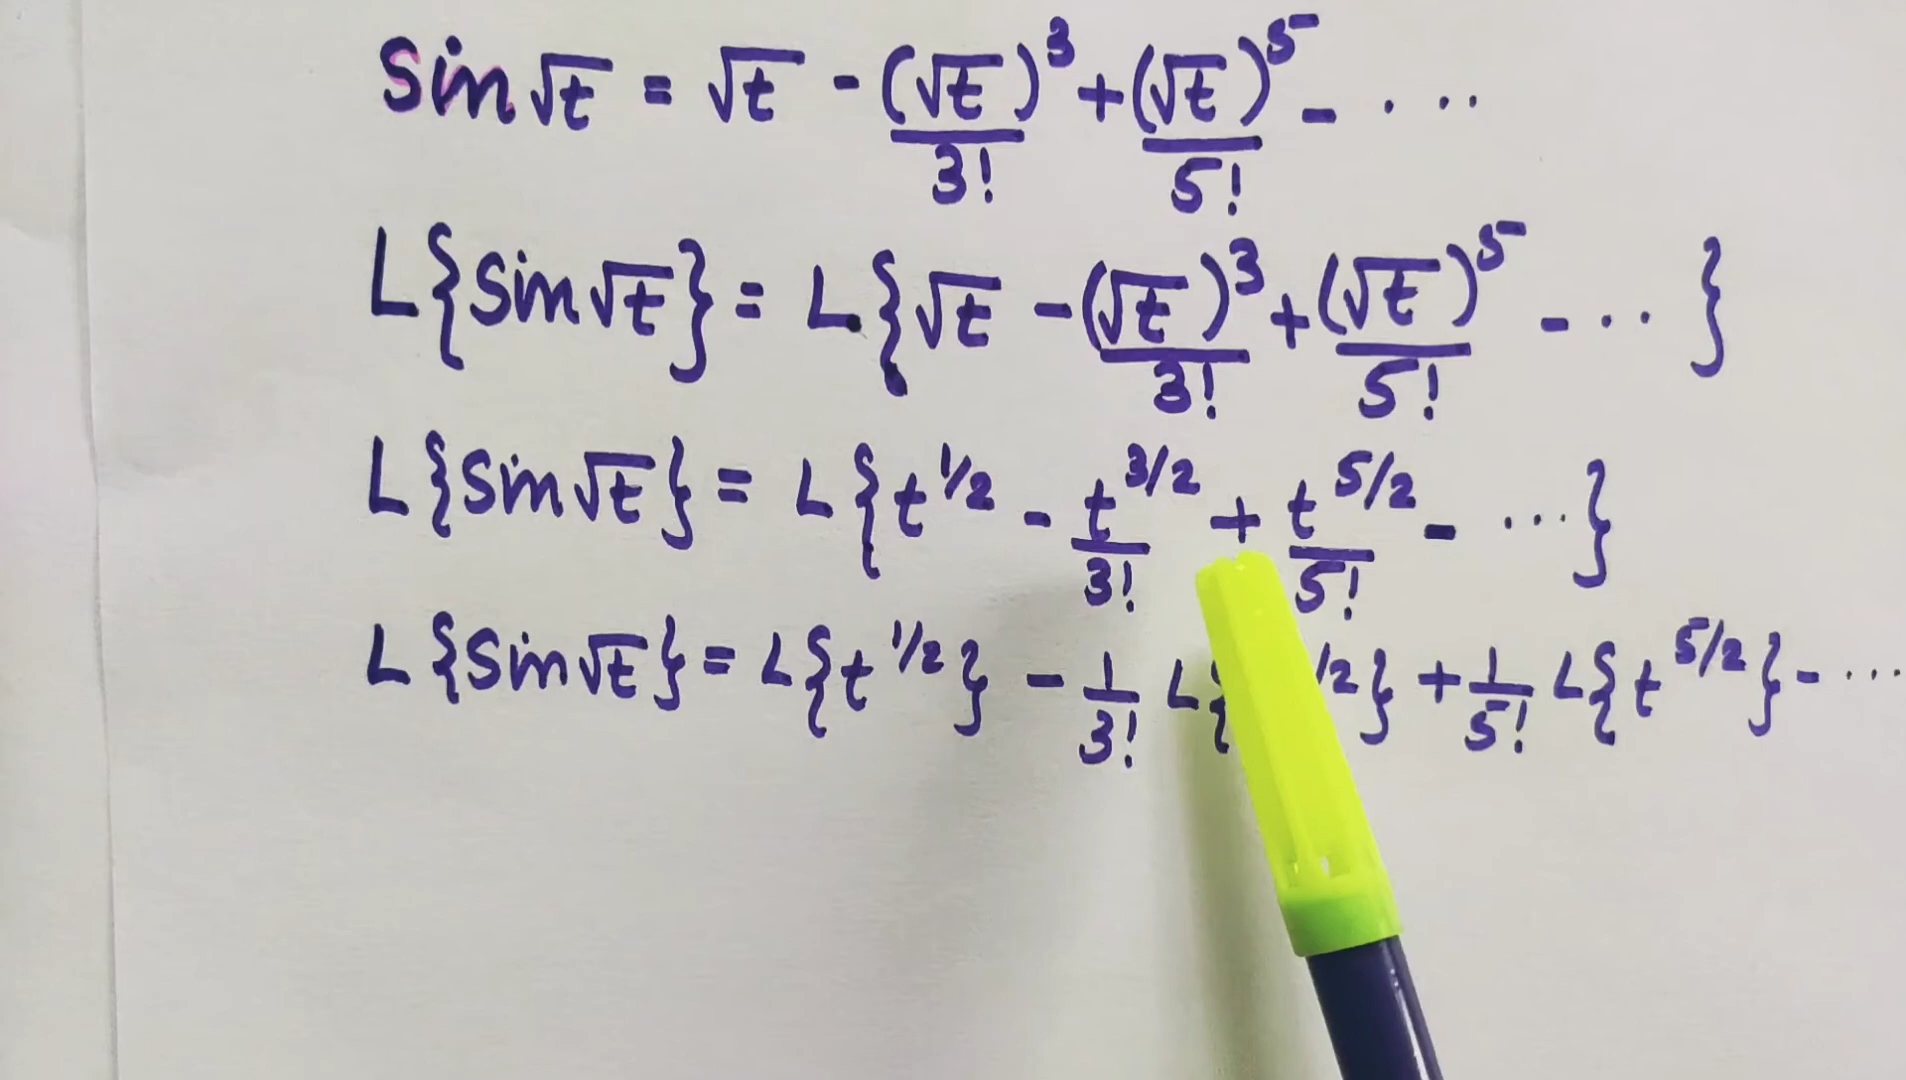 Sin√t = √t - (√t)³/3! + (√t)⁵/5! - ....
L{Sin√t} = L{√t - (√t)³/3! + (√t)⁵/5! - ...}
L{Sin√t} = L{t^1/2 - t^3/2/3! + t^5/2/5! - ...}
L{Sin√t} = L{t^1/2} - 1/3! L{ /2} + 1/5! L{t^5/2} - ...